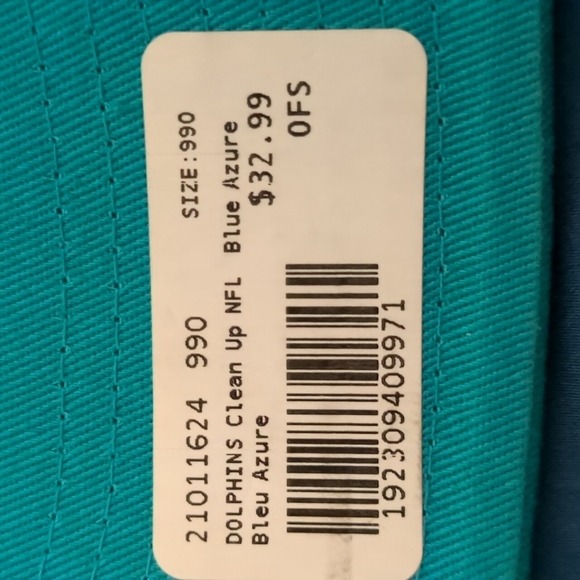 21011624 990 SIZE:990
DOLPHINS Clean Up NFL Blue Azure
Bleu Azure $32.99
OFS
192309409971